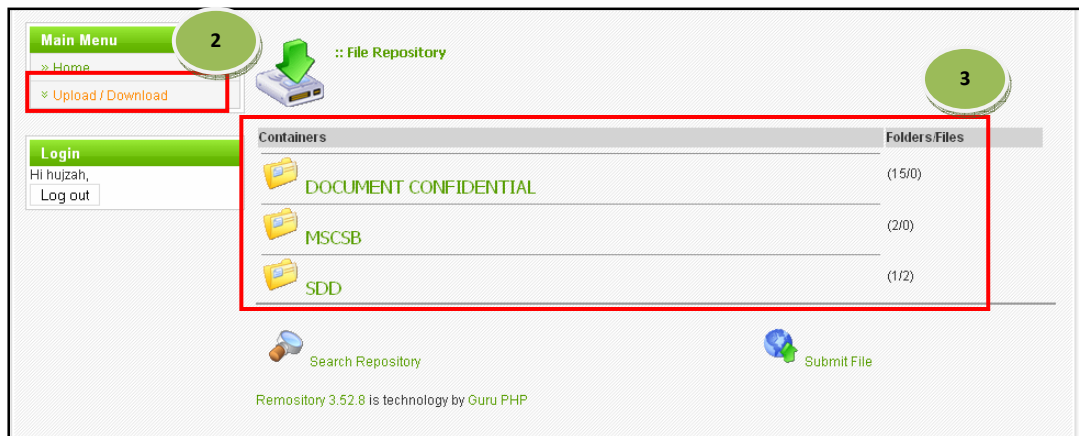 Main Menu
2
» Home
Upload / Download
Login
Hi hujzah,
Log out
:: File Repository
3
Containers Folders/Files
DOCUMENT CONFIDENTIAL (15/0)
MSCSB (2/0)
SDD (1/2)
Search Repository Submit File
Remository 3.52.8 is technology by Guru PHP